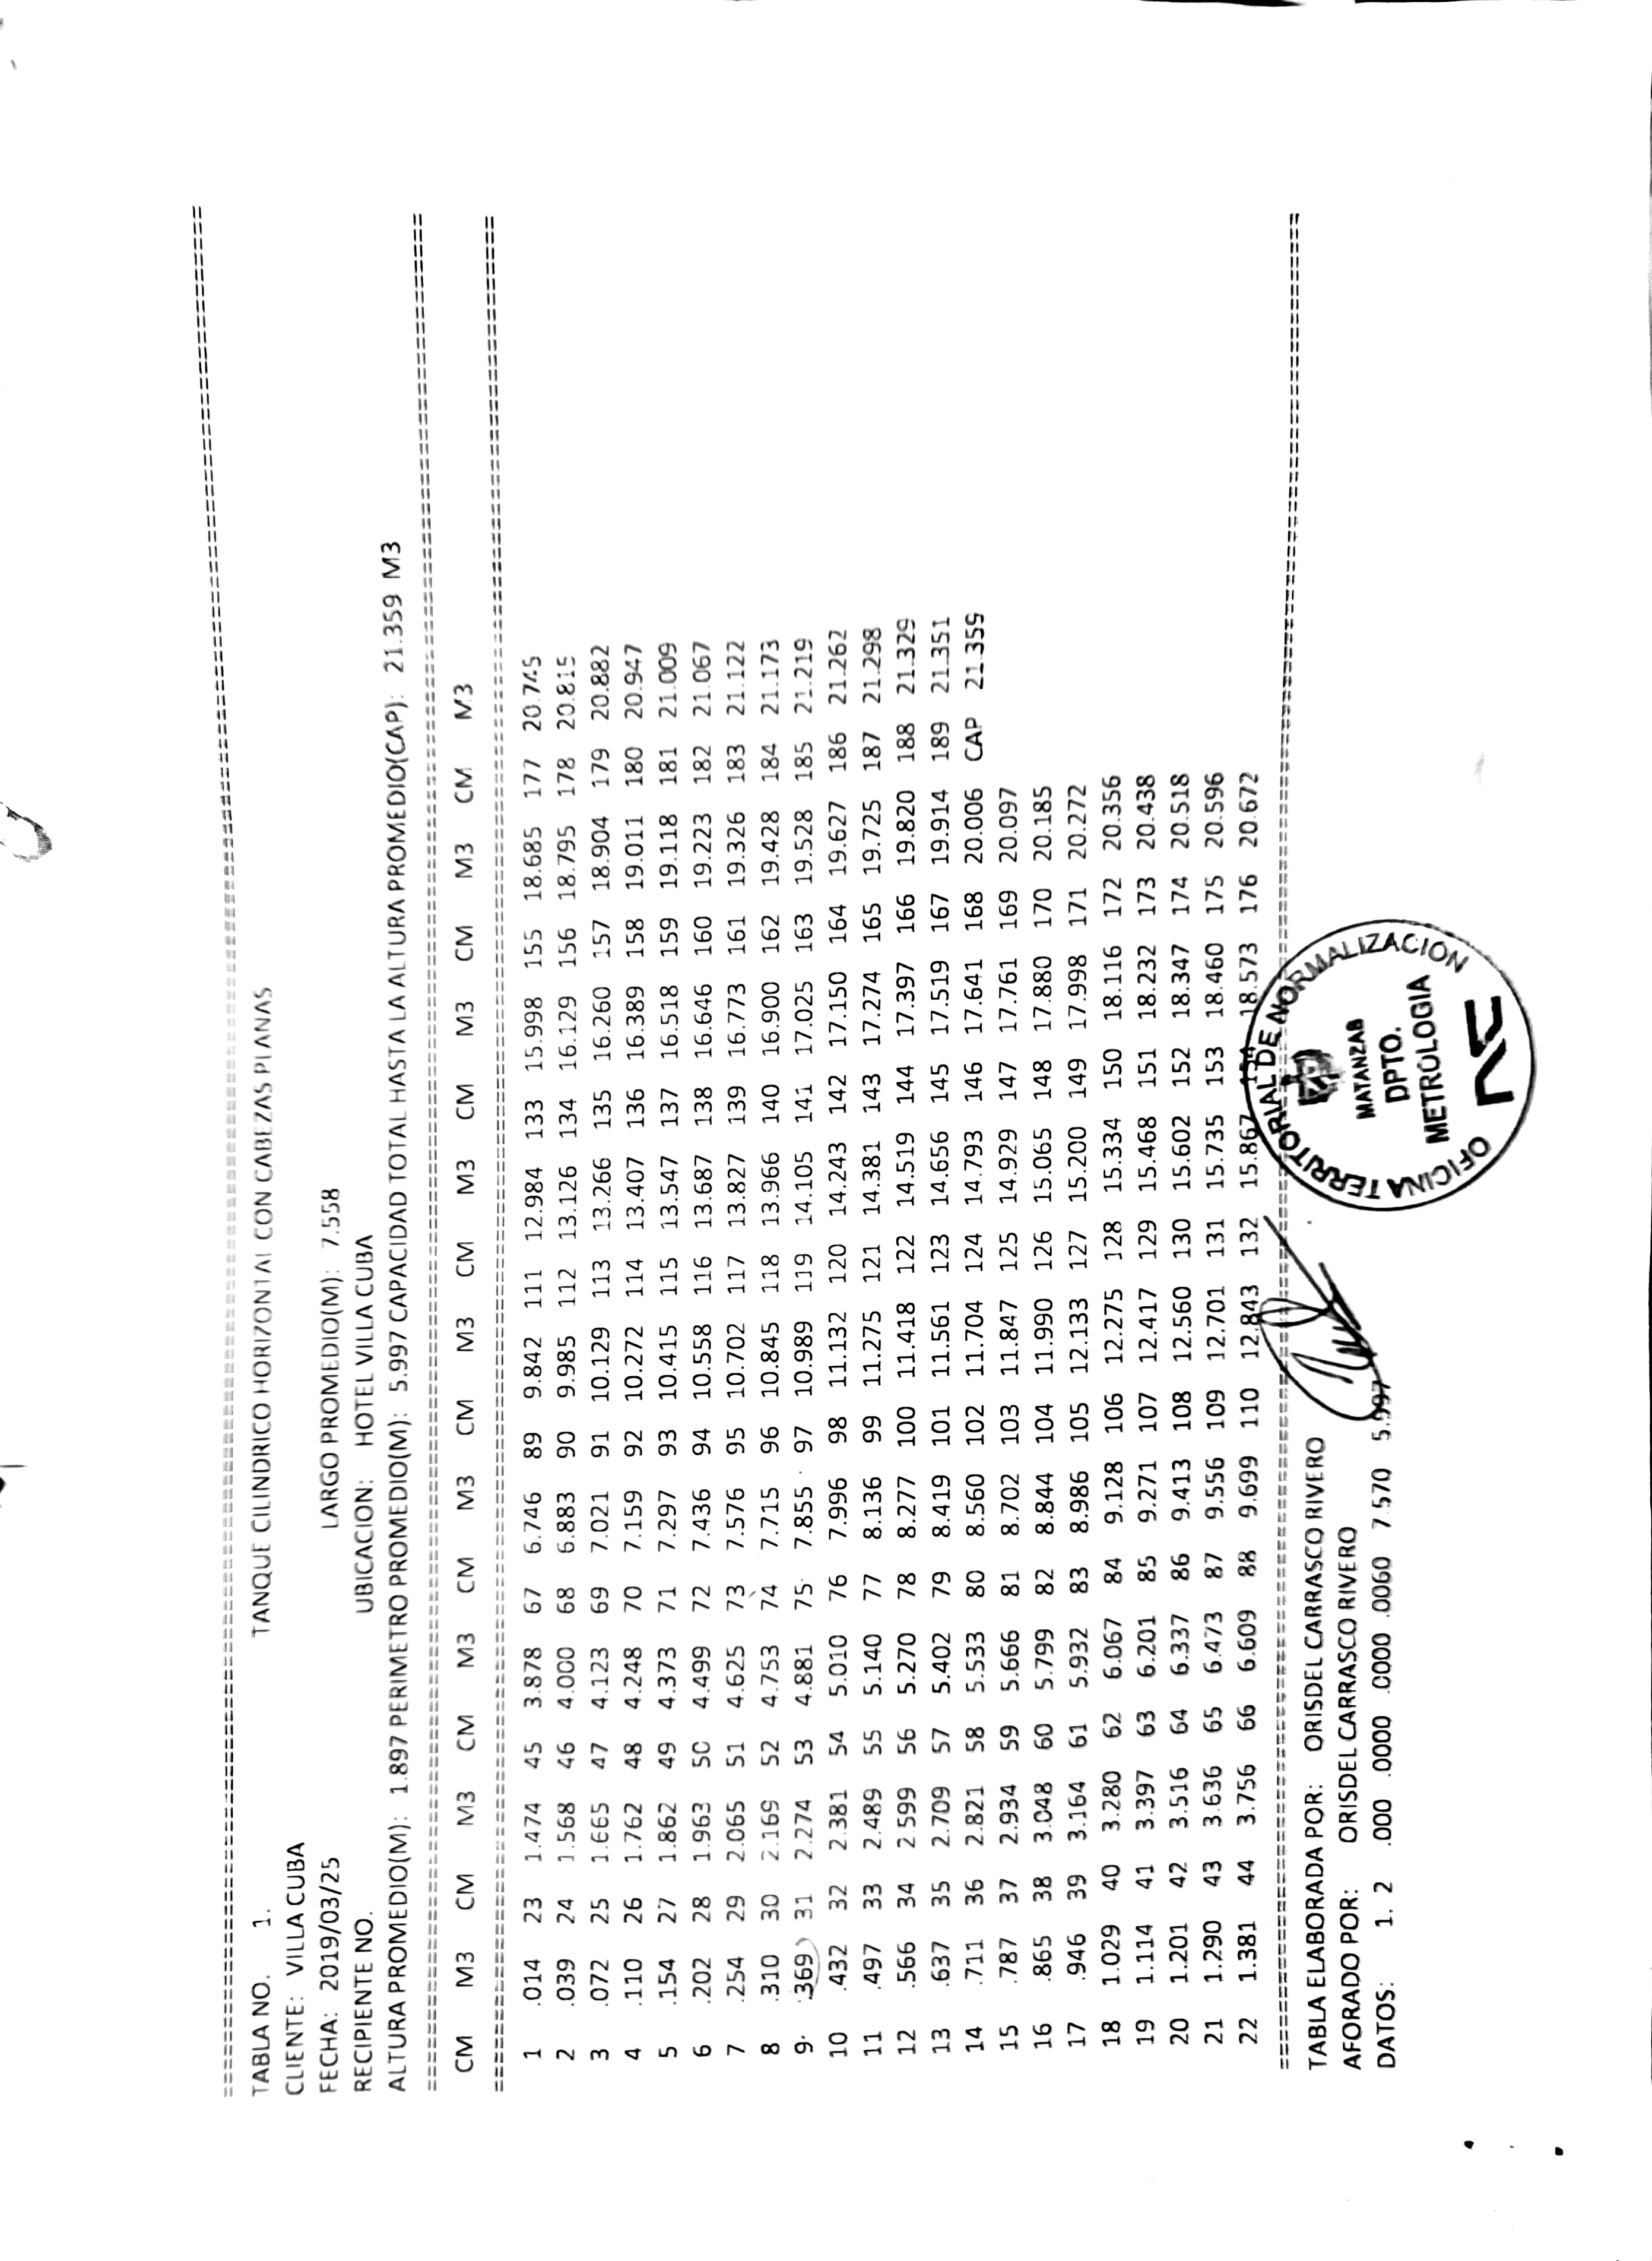 TABLA NO. 1. TANQUE CILINDRICO HORIZONTAL CON CABEZAS PLANAS
CLIENTE: VILLA CUBA
FECHA: 2019/03/25 LARGO PROMEDIO(M): 7.558
RECIPIENTE NO. UBICACION: HOTEL VILLA CUBA
ALTURA PROMEDIO(M): 1.897 PERIMETRO PROMEDIO(M): 5.997 CAPACIDAD TOTAL HASTA LA ALTURA PROMEDIO(CAP): 21.359 M3
CM M3 CM M3 CM M3 CM M3 CM M3 CM M3 CM M3 CM M3 CM M3
1 .014 23 1.474 45 3.878 67 6.746 89 9.842 111 12.984 133 15.998 155 18.685 177 20.745
2 .039 24 1.568 46 4.000 68 6.883 90 9.985 112 13.126 134 16.129 156 18.795 178 20.815
3 .072 25 1.665 47 4.123 69 7.021 91 10.129 113 13.266 135 16.260 157 18.904 179 20.882
4 .110 26 1.762 48 4.248 70 7.159 92 10.272 114 13.407 136 16.389 158 19.011 180 20.947
5 .154 27 1.862 49 4.373 71 7.297 93 10.415 115 13.547 137 16.518 159 19.118 181 21.009
6 .202 28 1.963 50 4.499 72 7.436 94 10.558 116 13.687 138 16.646 160 19.223 182 21.067
7 .254 29 2.065 51 4.625 73 7.576 95 10.702 117 13.827 139 16.773 161 19.326 183 21.122
8 .310 30 2.169 52 4.753 74 7.715 96 10.845 118 13.966 140 16.900 162 19.428 184 21.173
9 .369 31 2.274 53 4.881 75 7.855 97 10.989 119 14.105 141 17.025 163 19.528 185 21.219
10 .432 32 2.381 54 5.010 76 7.996 98 11.132 120 14.243 142 17.150 164 19.627 186 21.262
11 .497 33 2.489 55 5.140 77 8.136 99 11.275 121 14.381 143 17.274 165 19.725 187 21.298
12 .566 34 2 599 56 5.270 78 8.277 100 11.418 122 14.519 144 17.397 166 19.820 188 21.329
13 .637 35 2.709 57 5.402 79 8.419 101 11.561 123 14.656 145 17.519 167 19.914 189 21.351
14 .711 36 2.821 58 5.533 80 8.560 102 11.704 124 14.793 146 17.641 168 20.006 CAP 21.359
15 .787 37 2.934 59 5.666 81 8.702 103 11.847 125 14.929 147 17.761 169 20.097
16 .865 38 3.048 60 5.799 82 8.844 104 11.990 126 15.065 148 17.880 170 20.185
17 .946 39 3.164 61 5.932 83 8.986 105 12.133 127 15.200 149 17.998 171 20.272
18 1.029 40 3.280 62 6.067 84 9.128 106 12.275 128 15.334 150 18.116 172 20.356
19 1.114 41 3.397 63 6.201 85 9.271 107 12.417 129 15.468 151 18.232 173 20.438
20 1.201 42 3.516 64 6.337 86 9.413 108 12.560 130 15.602 152 18.347 174 20.518
21 1.290 43 3.636 65 6.473 87 9.556 109 12.701 131 15.735 153 18.460 175 20.596
22 1.381 44 3.756 66 6.609 88 9.699 110 12.843 132 15.867 154 18.573 176 20.672
TABLA ELABORADA POR: ORISDEL CARRASCO RIVERO
AFORADO POR: ORISDEL CARRASCO RIVERO
DATOS: 1. 2 .000 .0000 .0000 .0060 7 570 5.997
OFICINA TERRITORIAL DE NORMALIZACION
MATANZAS
DPTO.
METROLOGIA
NC